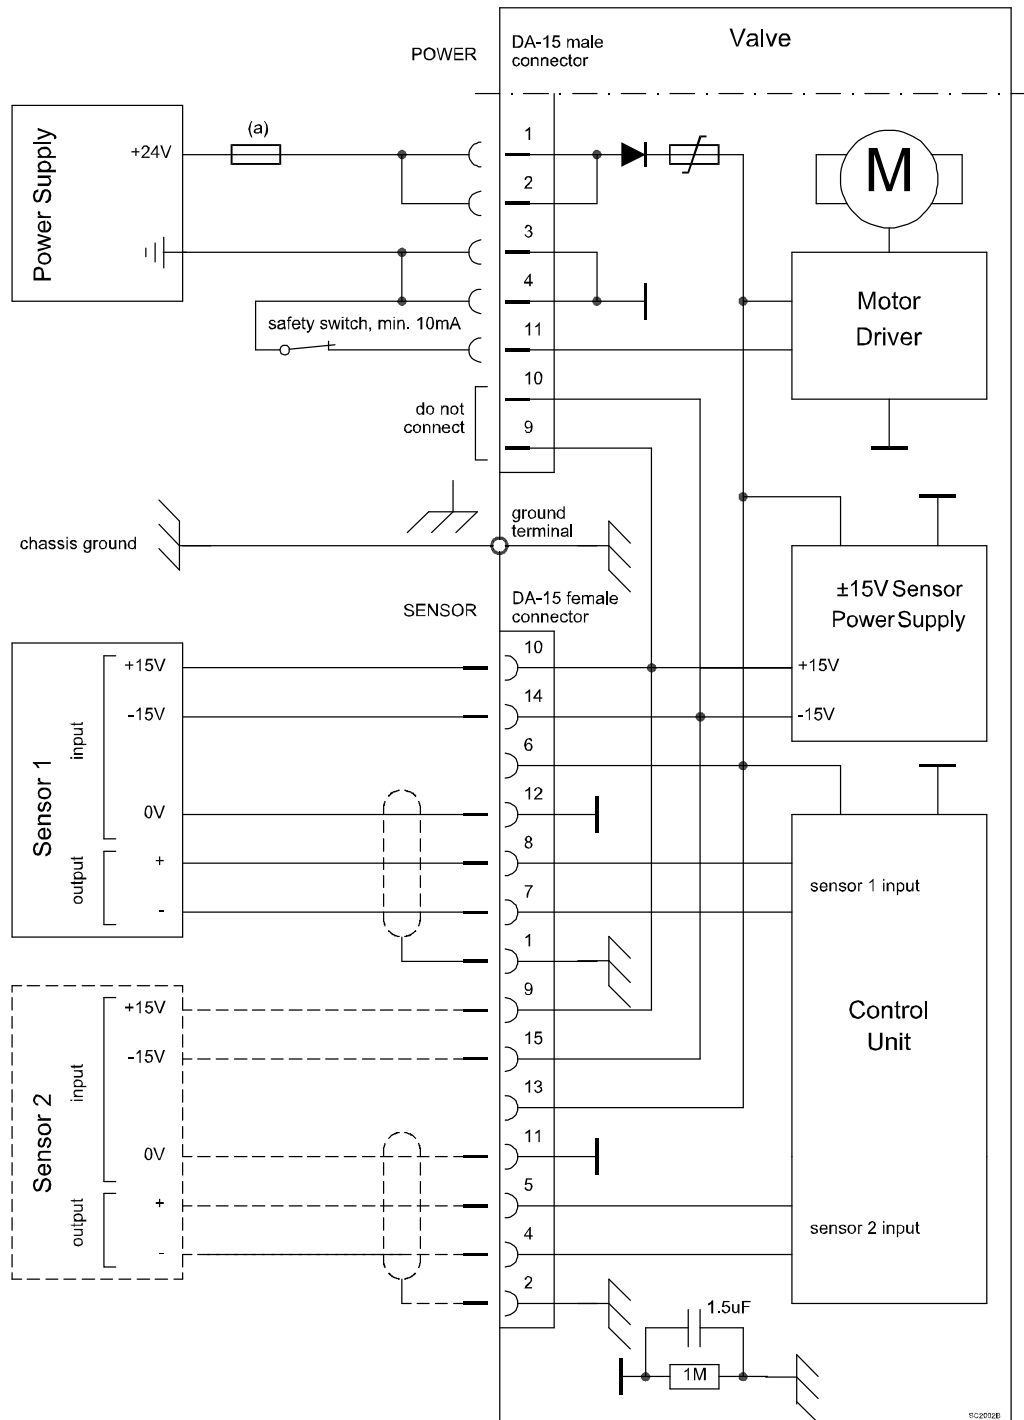 Valve
POWER
DA-15 male
connector
Power Supply
+24V
(a)
1
2
3
4
safety switch, min. 10mA
11
10
do not
connect
9
M
Motor
Driver
chassis ground
ground
terminal
SENSOR
DA-15 female
connector
±15V Sensor
Power Supply
+15V
-15V
Sensor 1
input
+15V
-15V
0V
output
+
-
10
14
6
12
8
7
1
sensor 1 input
Control
Unit
sensor 2 input
Sensor 2
input
+15V
-15V
0V
output
+
-
9
15
13
11
5
4
2
1.5uF
1M
SC2002B